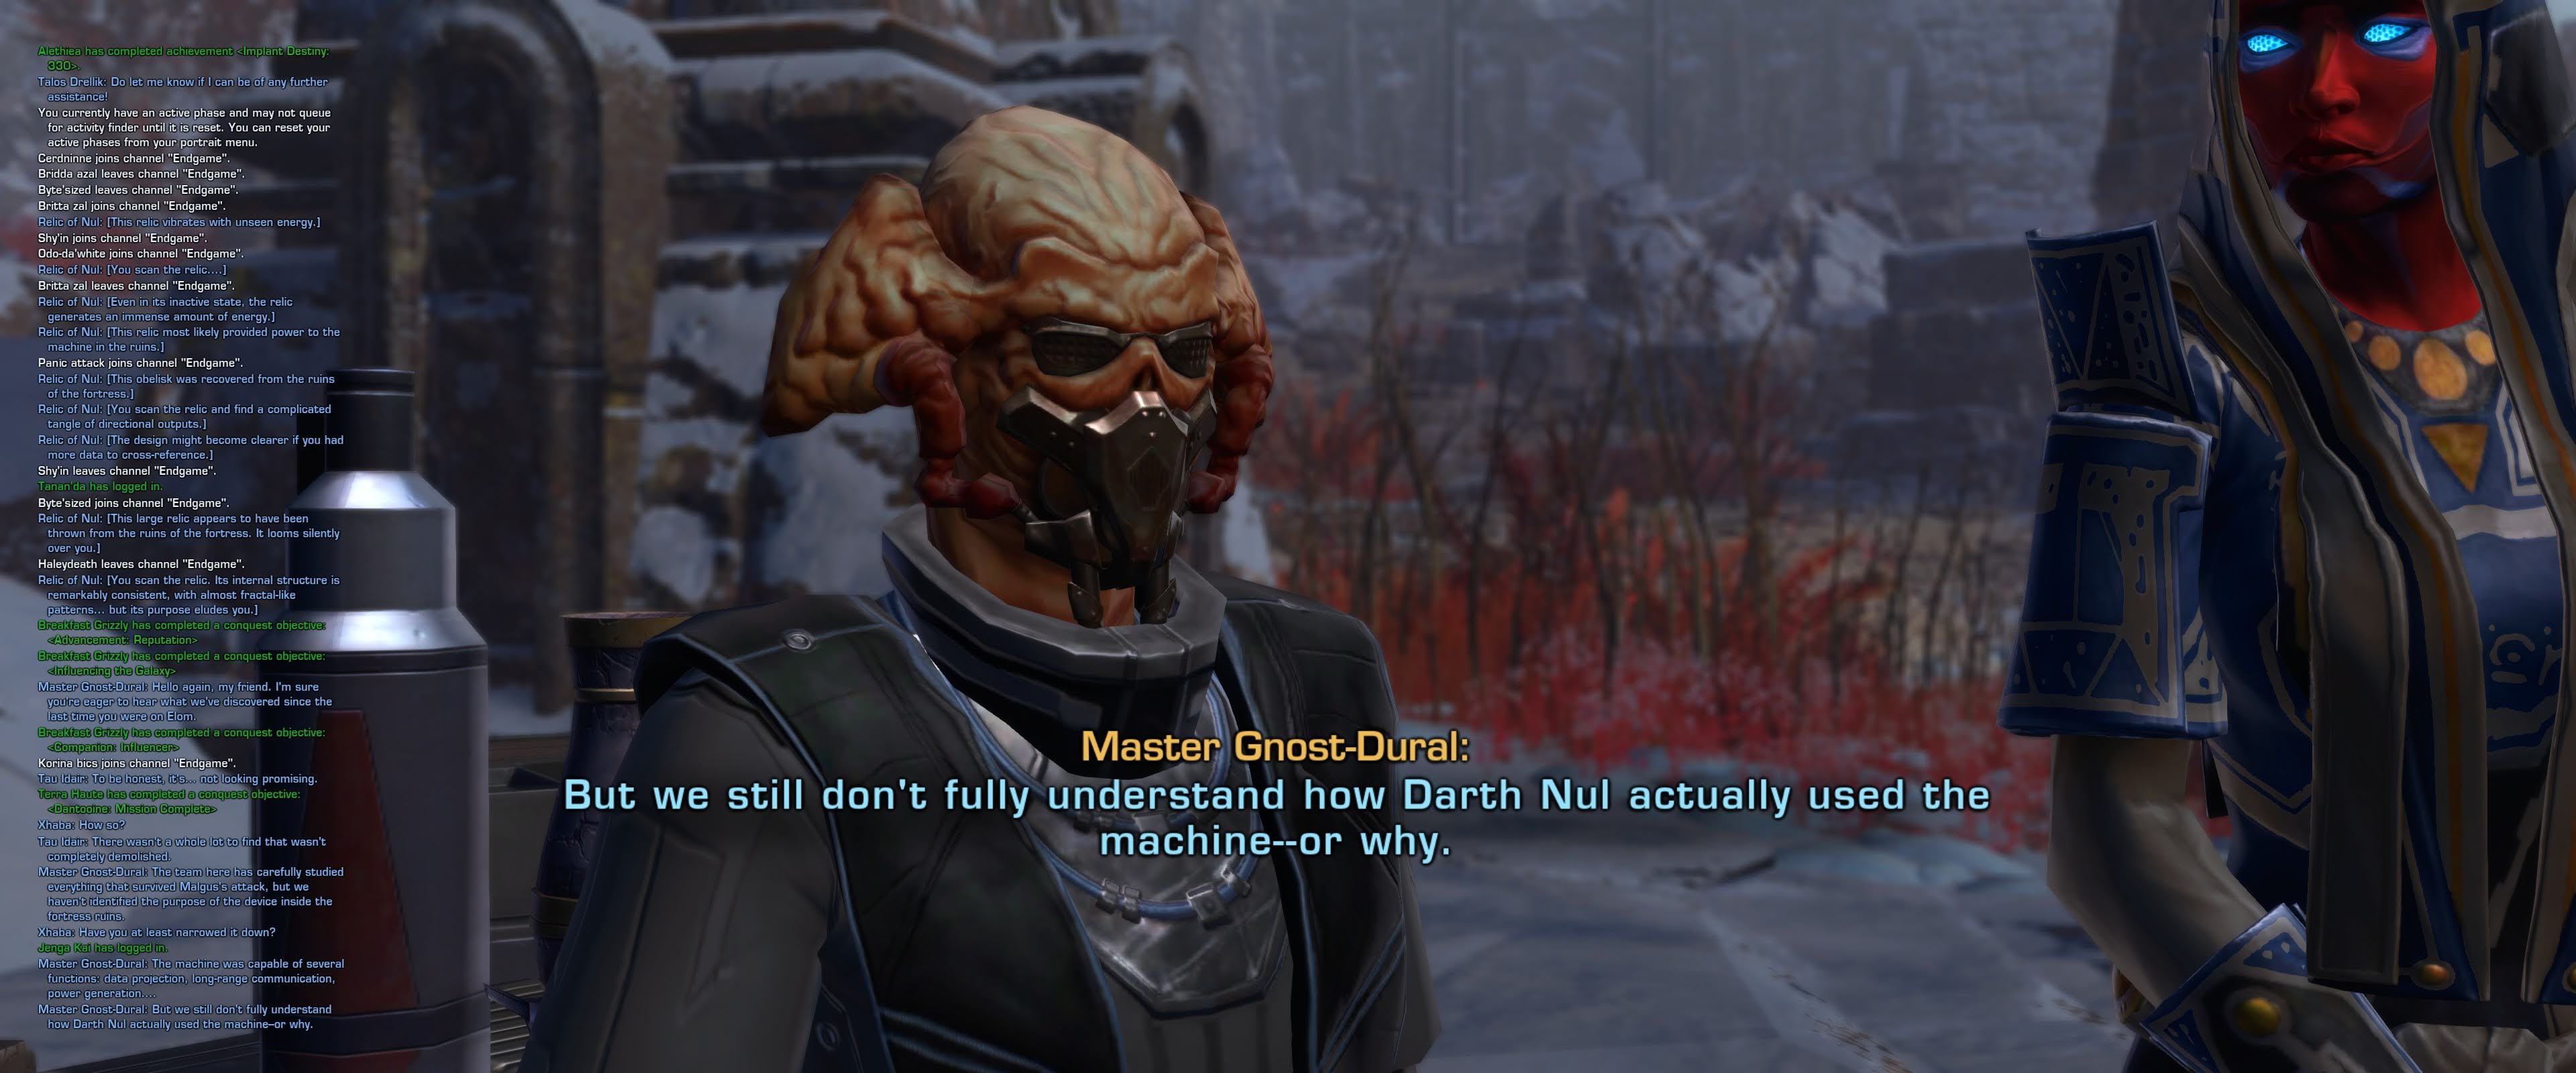 Alethiea has completed achievement <Implant Destiny:
330>.
Talos Drellik: Do let me know if I can be of any further
assistance!
You currently have an active phase and may not queue
for activity finder until it is reset. You can reset your
active phases from your portrait menu.
Cerdninne joins channel "Endgame".
Bridda azal leaves channel "Endgame".
Byte'sized leaves channel "Endgame".
Britta zal joins channel "Endgame".
Relic of Nul: [This relic vibrates with unseen energy.]
Shy'in joins channel "Endgame".
Odo-da'white joins channel "Endgame".
Relic of Nul: [You scan the relic....]
Britta zal leaves channel "Endgame".
Relic of Nul: [Even in its inactive state, the relic
generates an immense amount of energy.]
Relic of Nul: [This relic most likely provided power to the
machine in the ruins.]
Panic attack joins channel "Endgame".
Relic of Nul: [This obelisk was recovered from the ruins
of the fortress.]
Relic of Nul: [You scan the relic and find a complicated
tangle of directional outputs.]
Relic of Nul: [The design might become clearer if you had
more data to cross-reference.]
Shy'in leaves channel "Endgame".
Tanan'da has logged in.
Byte'sized joins channel "Endgame".
Relic of Nul: [This large relic appears to have been
thrown from the ruins of the fortress. It looms silently
over you.]
Haleydeath leaves channel "Endgame".
Relic of Nul: [You scan the relic. Its internal structure is
remarkably consistent, with almost fractal-like
patterns... but its purpose eludes you.]
Breakfast Grizzly has completed a conquest objective:
<Advancement: Reputation>
Breakfast Grizzly has completed a conquest objective:
<Influencing the Galaxy>
Master Gnost-Dural: Hello again, my friend. I'm sure
you're eager to hear what we've discovered since the
last time you were on Elom.
Breakfast Grizzly has completed a conquest objective:
<Companion: Influencer>
Korina bics joins channel "Endgame".
Tau Idair: To be honest, it's... not looking promising.
Terra Haute has completed a conquest objective:
<Dantooine: Mission Complete>
Xhaba: How so?
Tau Idair: There wasn't a whole lot to find that wasn't
completely demolished.
Master Gnost-Dural: The team here has carefully studied
everything that survived Malgus's attack, but we
haven't identified the purpose of the device inside the
fortress ruins.
Xhaba: Have you at least narrowed it down?
Jenga Kai has logged in.
Master Gnost-Dural: The machine was capable of several
functions: data projection, long-range communication,
power generation....
Master Gnost-Dural: But we still don't fully understand
how Darth Nul actually used the machine--or why.
Master Gnost-Dural:
But we still don't fully understand how Darth Nul actually used the
machine--or why.